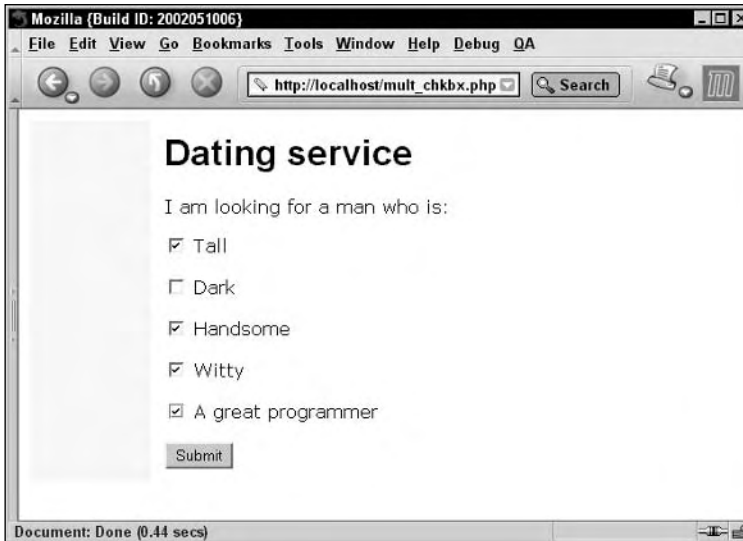 Mozilla {Build ID: 2002051006}
File Edit View Go Bookmarks Tools Window Help Debug QA
http://localhost/mult_chkbx.php Search
Dating service
I am looking for a man who is:
Tall
Dark
Handsome
Witty
A great programmer
Submit
Document: Done (0.44 secs)